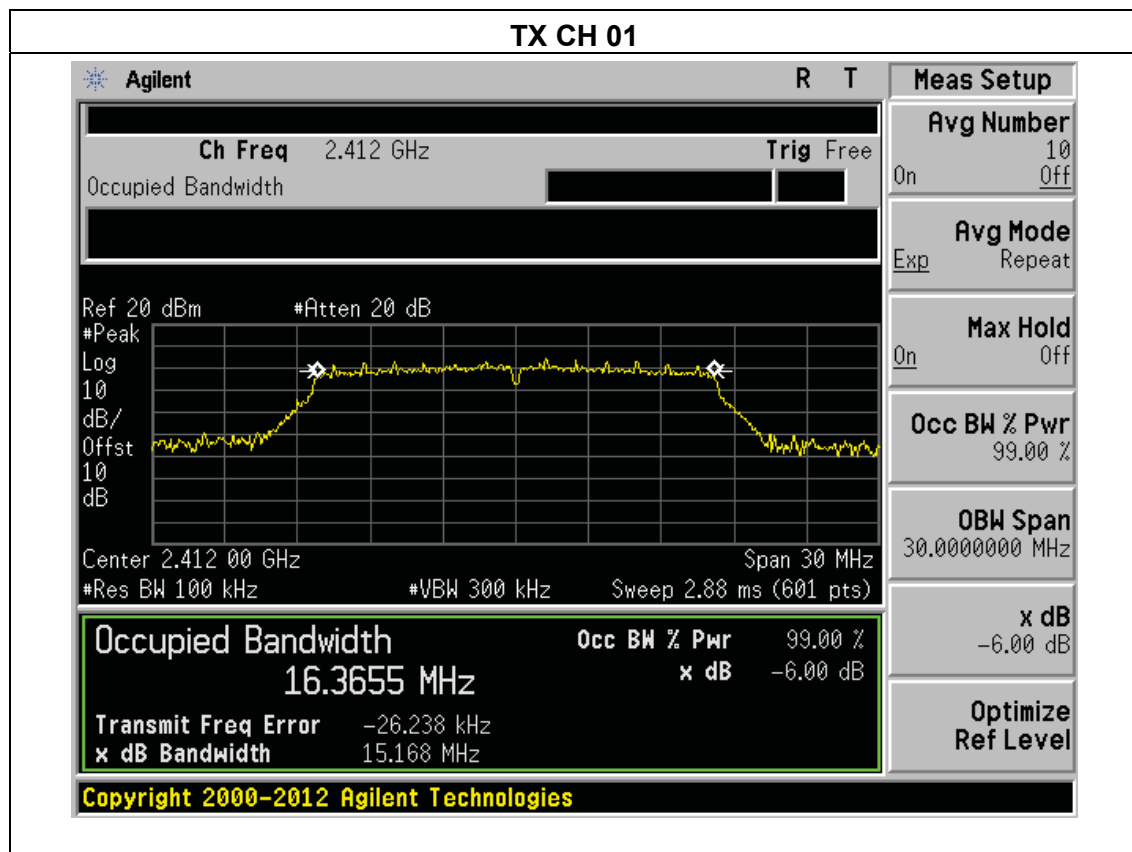 TX CH 01
Agilent R T
Ch Freq 2.412 GHz Trig Free
Occupied Bandwidth
Ref 20 dBm #Atten 20 dB
#Peak
Log
10
dB/
Offst
10
dB
Center 2.412 00 GHz Span 30 MHz
#Res BW 100 kHz #VBW 300 kHz Sweep 2.88 ms (601 pts)
Occupied Bandwidth Occ BW % Pwr 99.00 %
16.3655 MHz x dB -6.00 dB
Transmit Freq Error -26.238 kHz
x dB Bandwidth 15.168 MHz
Copyright 2000-2012 Agilent Technologies
Meas Setup
Avg Number
10
On Off
Avg Mode
Exp Repeat
Max Hold
On Off
Occ BW % Pwr
99.00 %
OBW Span
30.0000000 MHz
x dB
-6.00 dB
Optimize
Ref Level